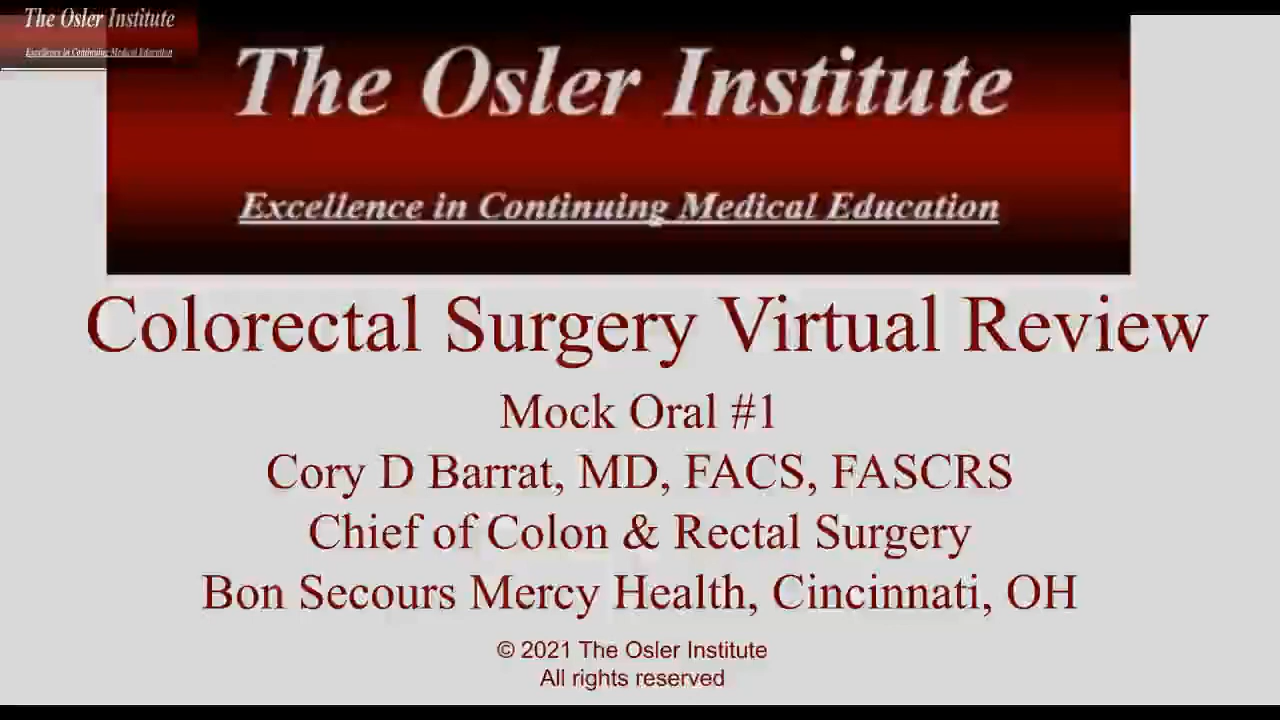 The Osler Institute
Excellence in Continuing Medical Education
The Osler Institute
Excellence in Continuing Medical Education
Colorectal Surgery Virtual Review
Mock Oral #1
Cory D Barrat, MD, FACS, FASCRS
Chief of Colon & Rectal Surgery
Bon Secours Mercy Health, Cincinnati, OH
© 2021 The Osler Institute
All rights reserved